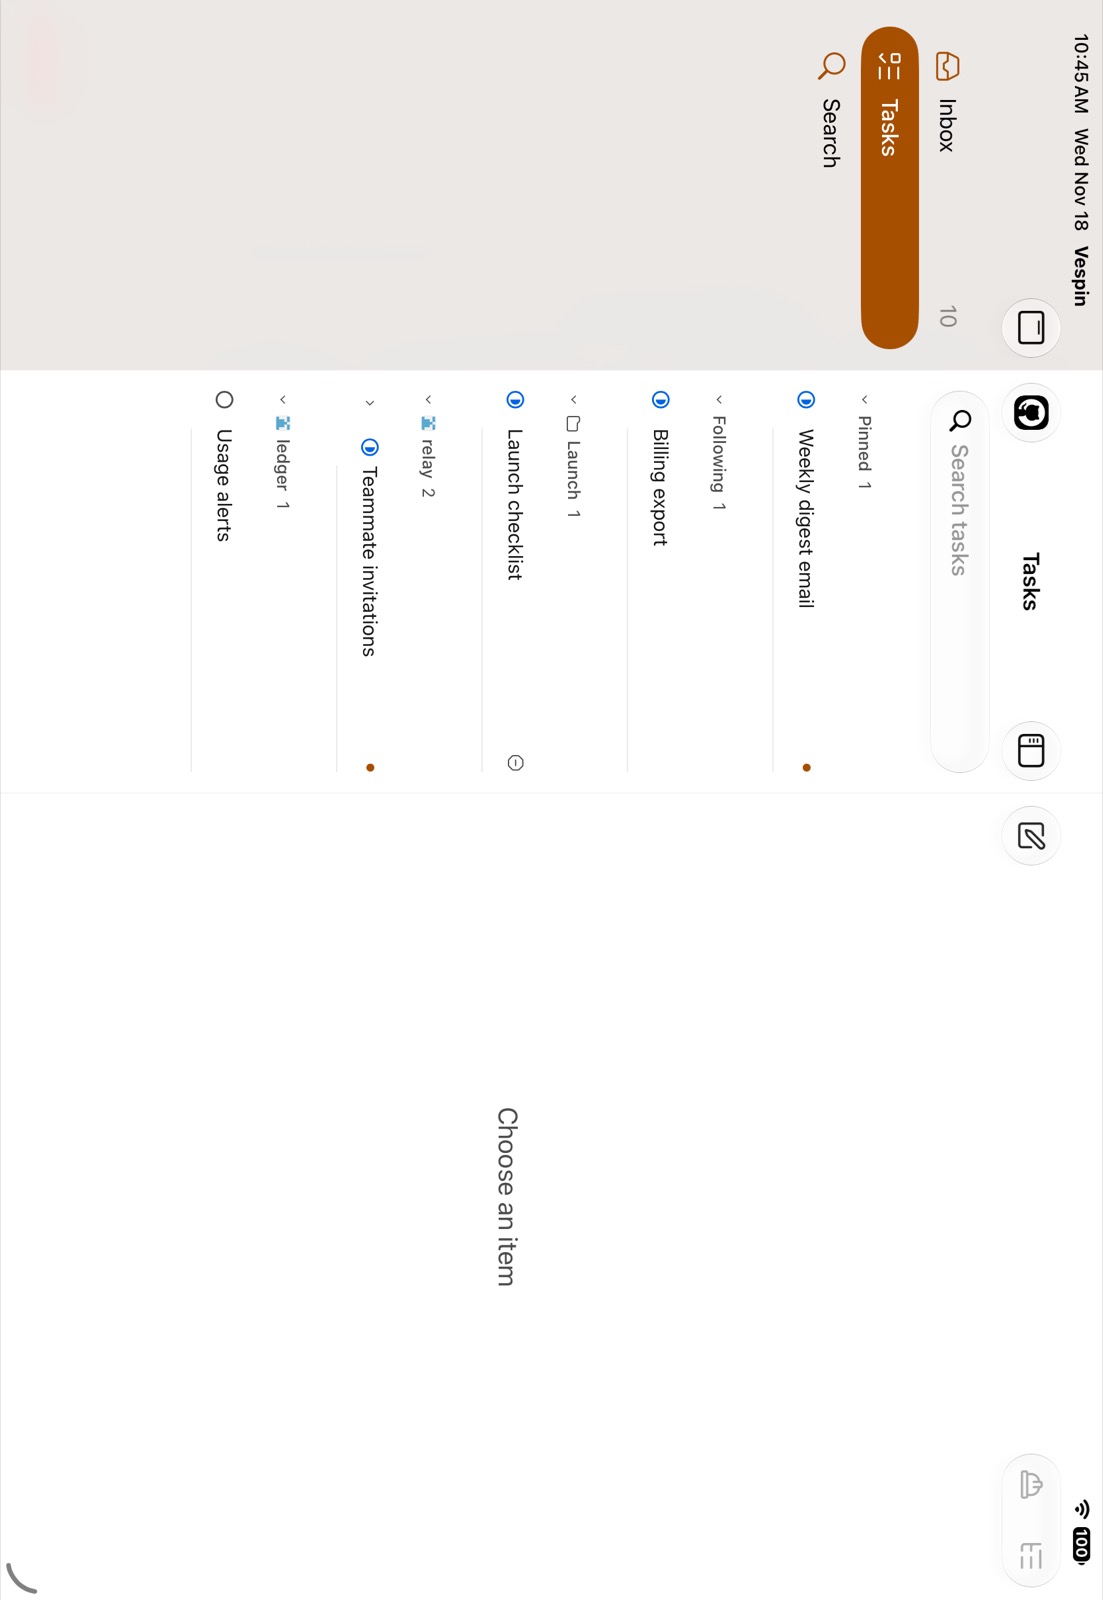 10:45 AM Wed Nov 18 Vespin
100
Inbox 10
Tasks
Search
Tasks
Search tasks
Pinned 1
Weekly digest email
Following 1
Billing export
Launch 1
Launch checklist
relay 2
Teammate invitations
ledger 1
Usage alerts
Choose an item